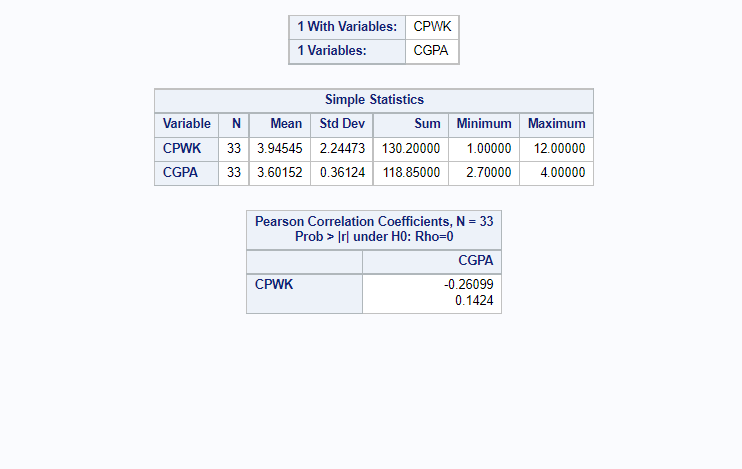 1 With Variables: CPWK
1 Variables: CGPA
Simple Statistics
Variable N Mean Std Dev Sum Minimum Maximum
CPWK 33 3.94545 2.24473 130.20000 1.00000 12.00000
CGPA 33 3.60152 0.36124 118.85000 2.70000 4.00000
Pearson Correlation Coefficients, N = 33
Prob > |r| under H0: Rho=0
CGPA
CPWK -0.26099
0.1424